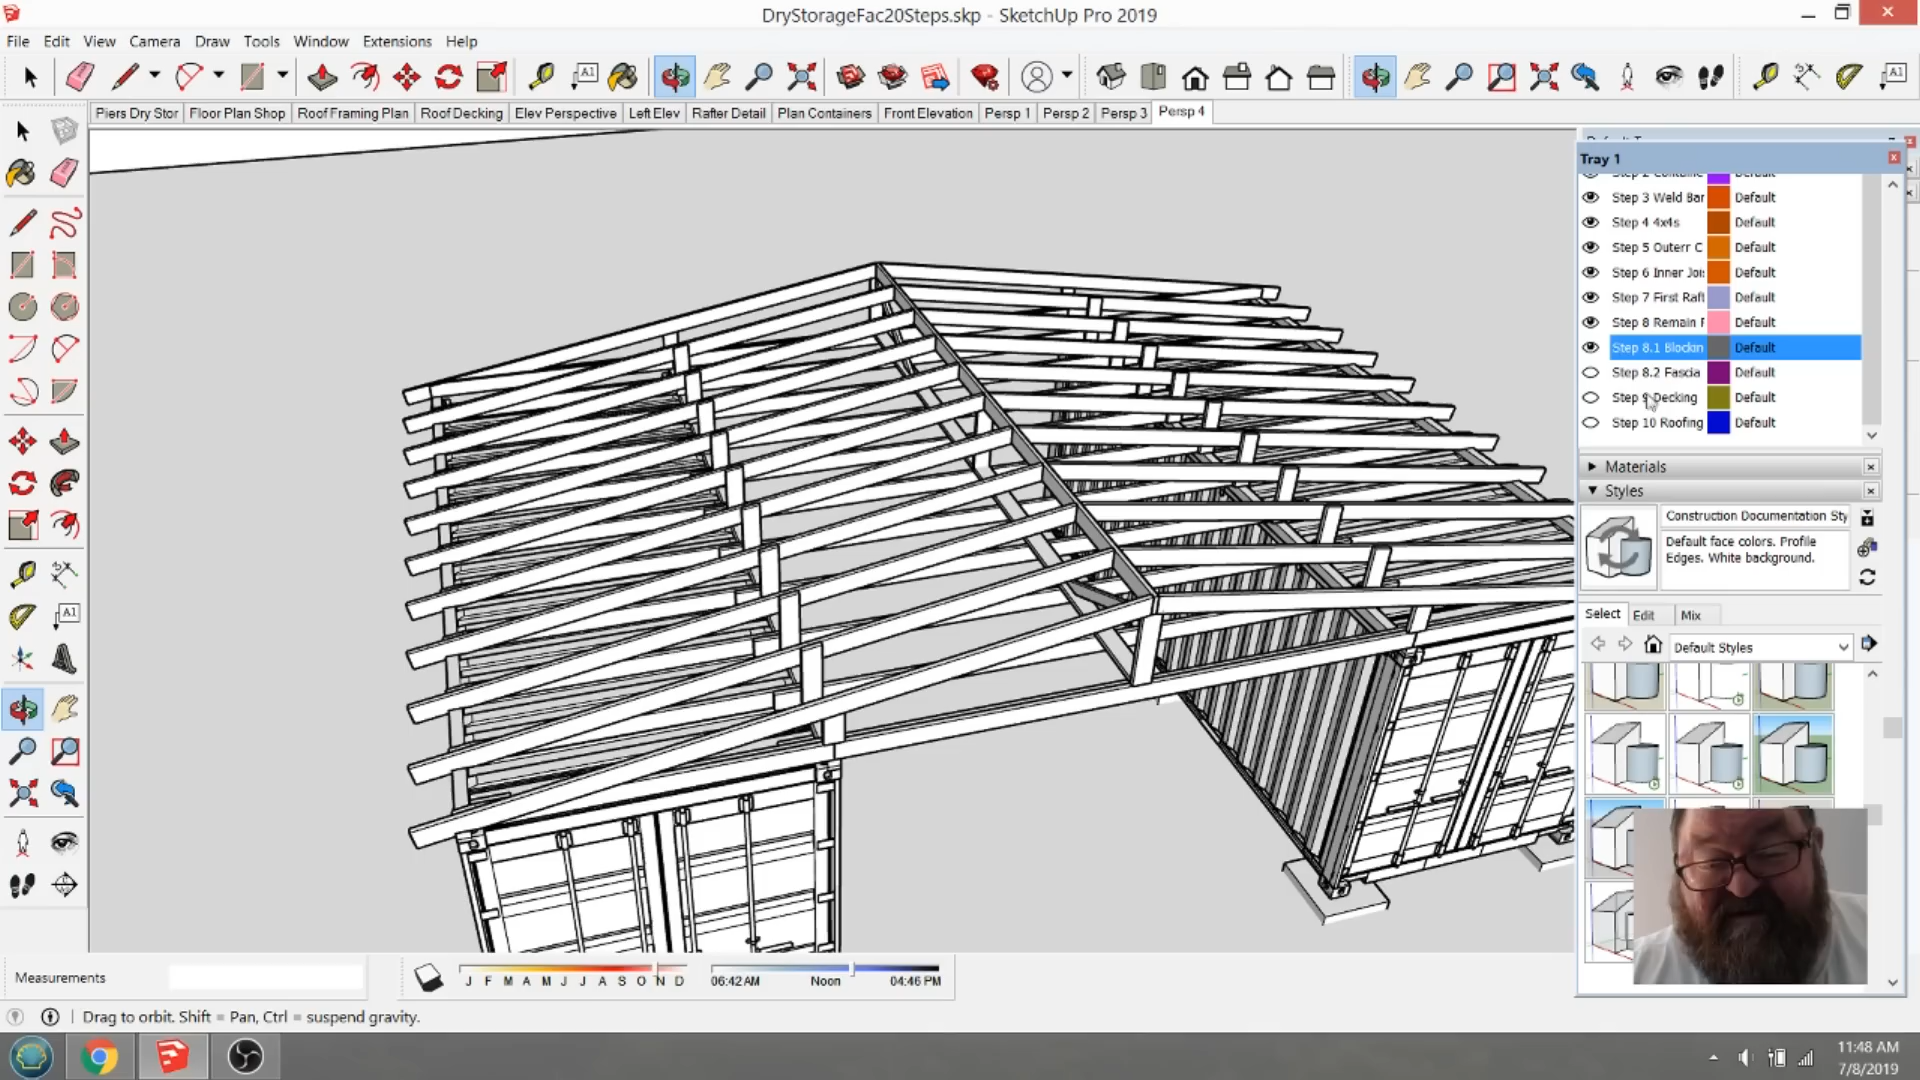 DryStorageFac20Steps.skp - SketchUp Pro 2019
File Edit View Camera Draw Tools Window Extensions Help
A1
A1
Piers Dry Stor Floor Plan Shop Roof Framing Plan Roof Decking Elev Perspective Left Elev Rafter Detail Plan Containers Front Elevation Persp 1 Persp 2 Persp 3 Persp 4
Tray 1
Default
Step 3 Weld Bar Default
Step 4 4x4s Default
Step 5 Outerr C Default
Step 6 Inner Joi Default
Step 7 First Raft Default
Step 8 Remain F Default
Step 8.1 Blockin Default
Step 8.2 Fascia Default
Step 9 Decking Default
Step 10 Roofing Default
Materials
Styles
Construction Documentation Sty
Default face colors. Profile
Edges. White background.
Select Edit Mix
Default Styles
A1
Measurements
J F M A M J J A S O N D
06:42 AM Noon 04:46 PM
Drag to orbit. Shift = Pan, Ctrl = suspend gravity.
11:48 AM
7/8/2019